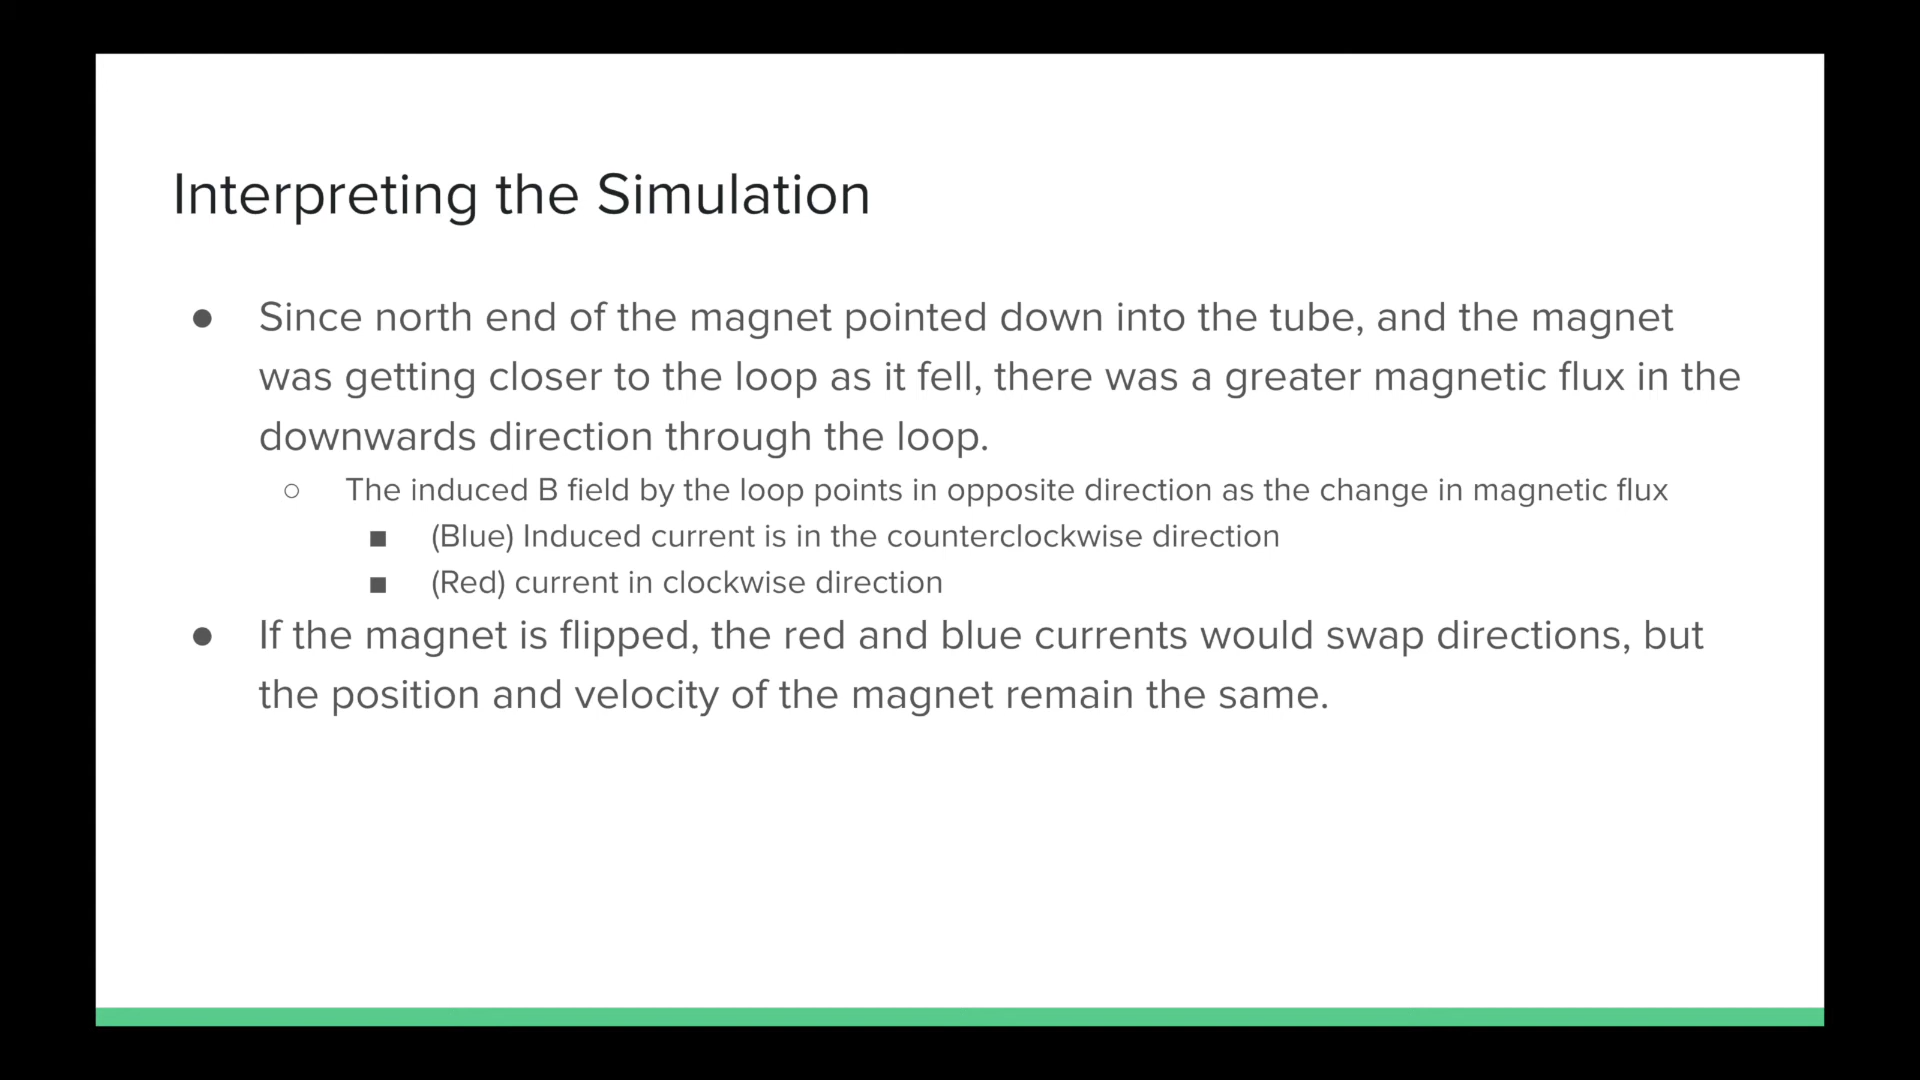 Interpreting the Simulation
● Since north end of the magnet pointed down into the tube, and the magnet
was getting closer to the loop as it fell, there was a greater magnetic flux in the
downwards direction through the loop.
○ The induced B field by the loop points in opposite direction as the change in magnetic flux
■ (Blue) Induced current is in the counterclockwise direction
■ (Red) current in clockwise direction
● If the magnet is flipped, the red and blue currents would swap directions, but
the position and velocity of the magnet remain the same.